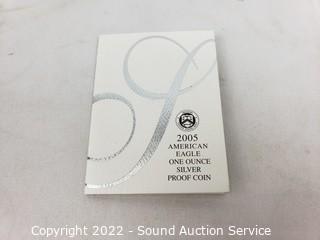 2005
AMERICAN
EAGLE
ONE OUNCE
SILVER
PROOF COIN
Copyright 2022 - Sound Auction Service